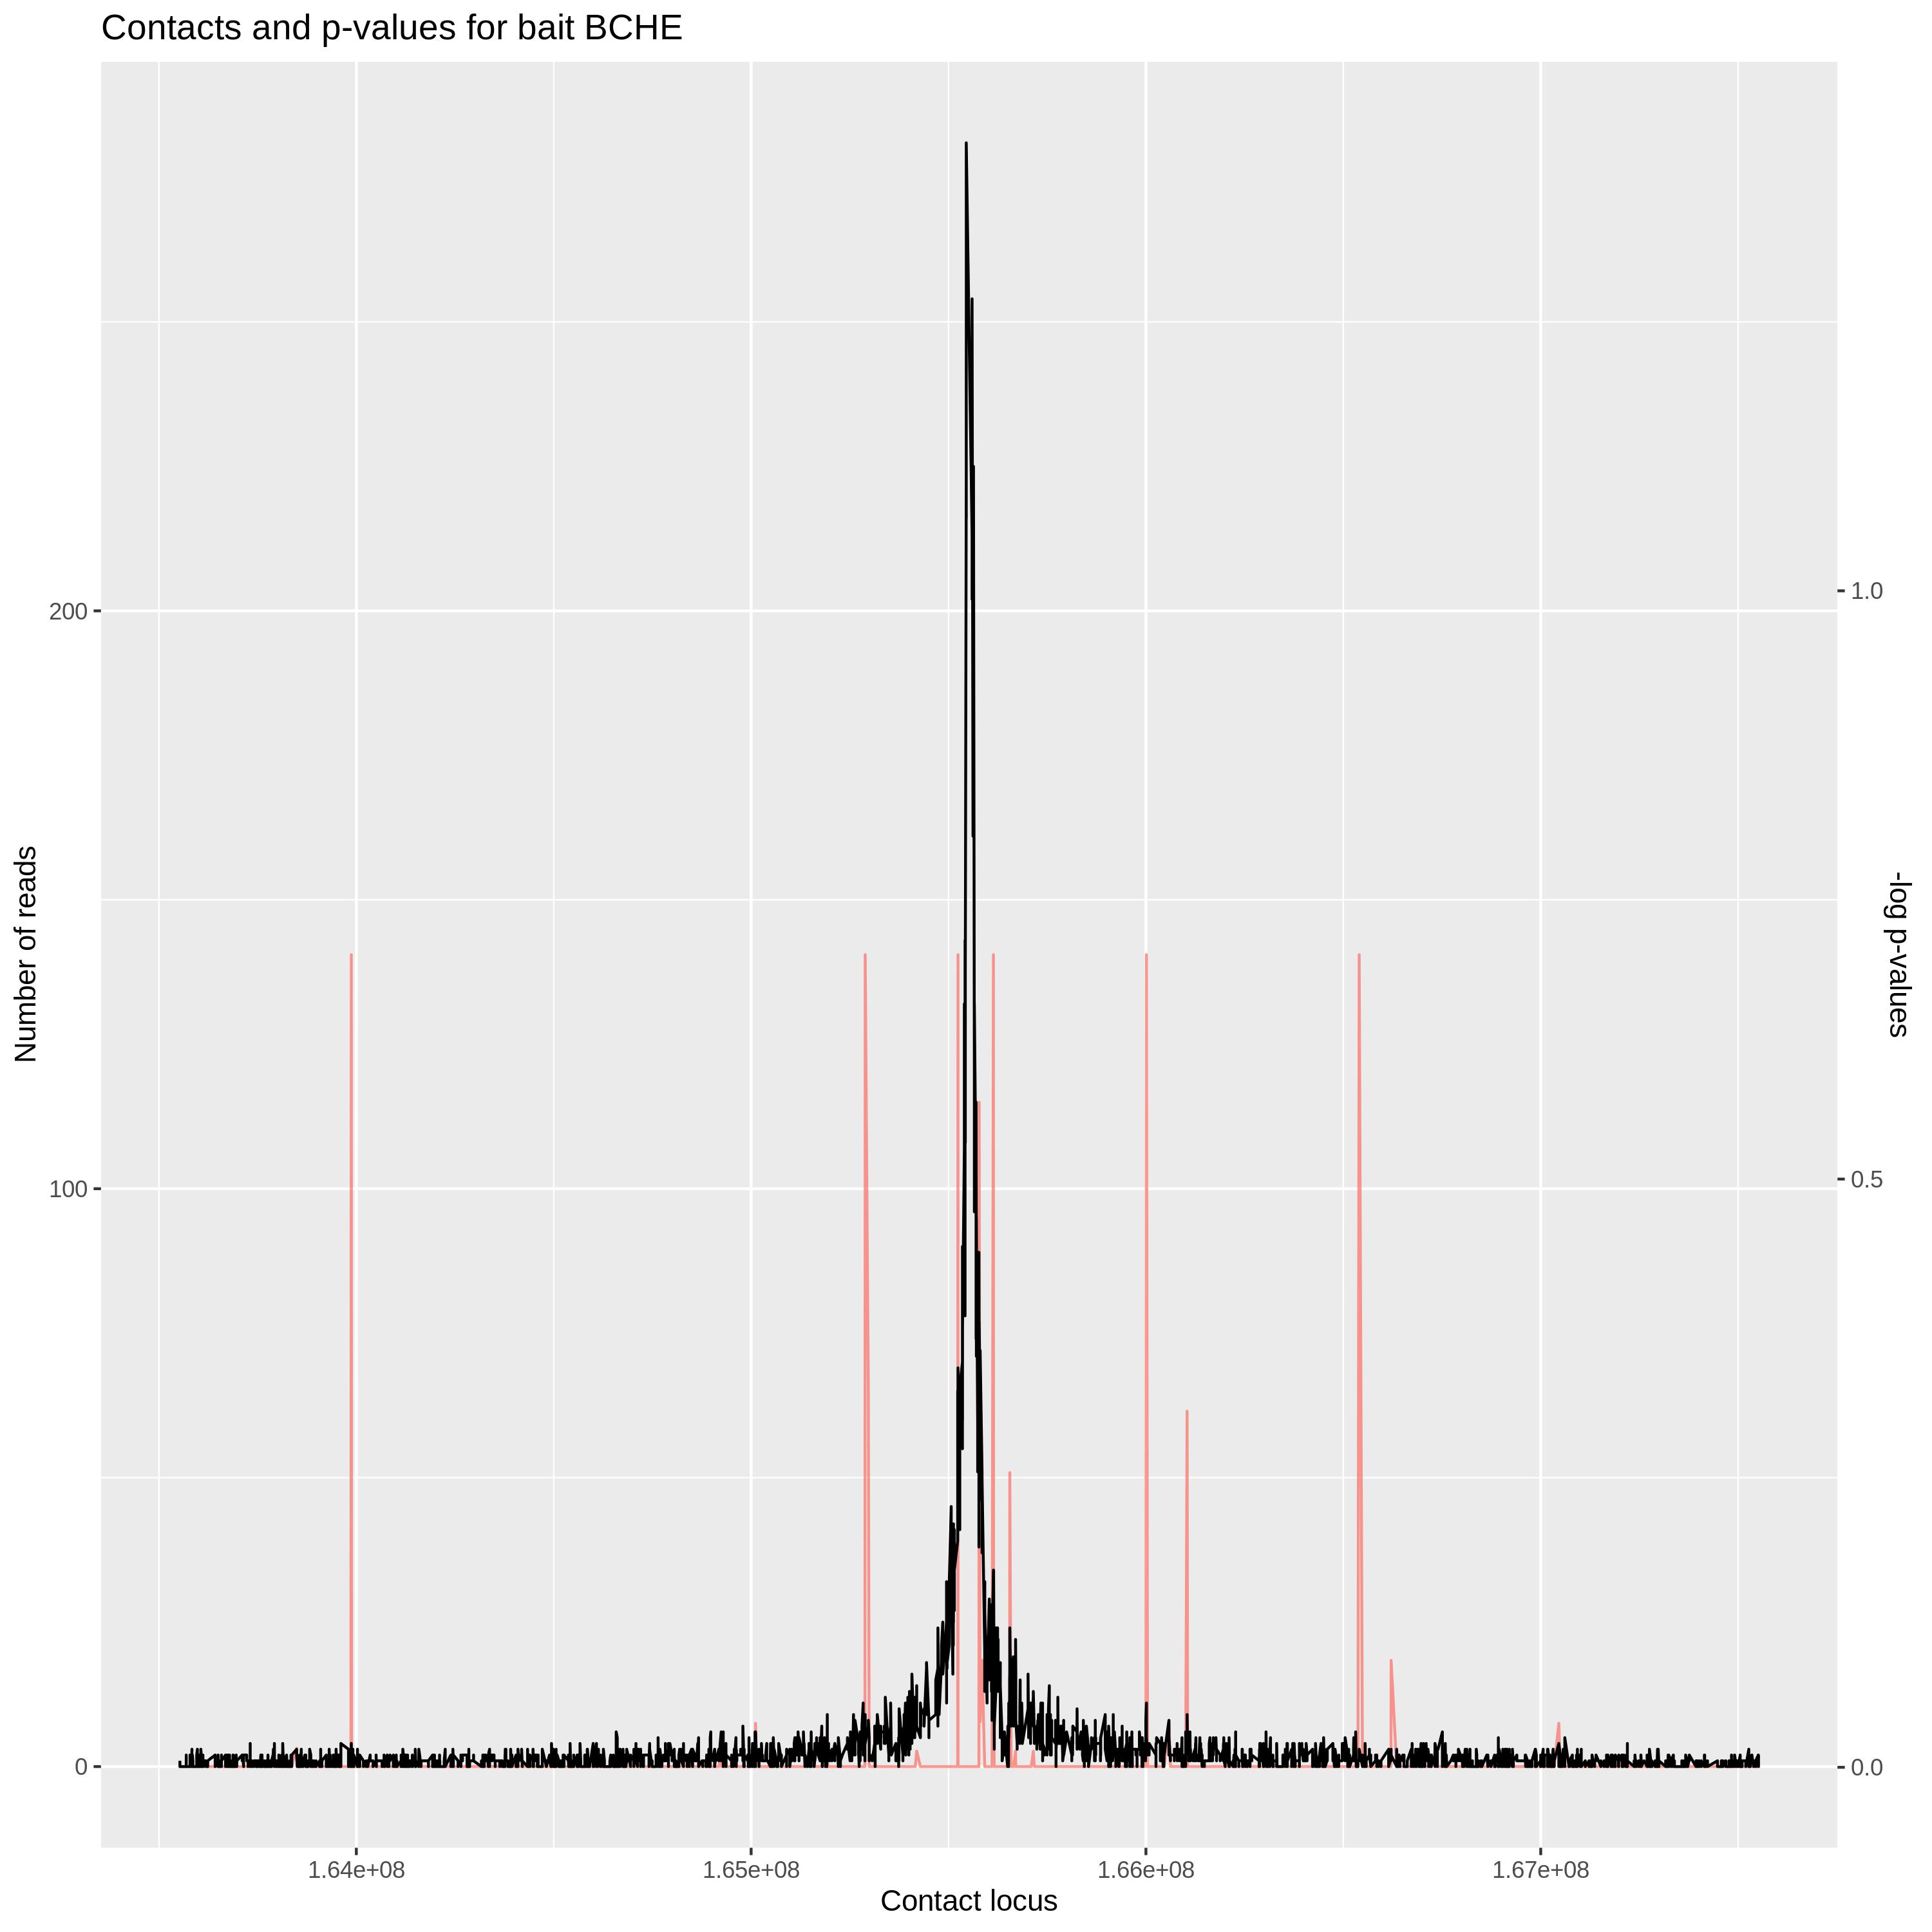 Contacts and p-values for bait BCHE
Number of reads
200
100
0
1.0
0.5
0.0
-log p-values
1.64e+08
1.65e+08
1.66e+08
1.67e+08
Contact locus